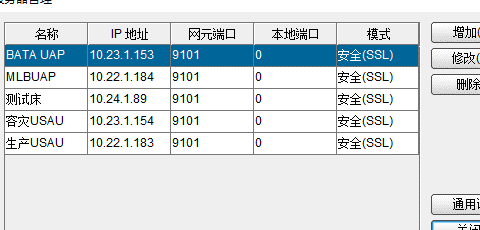 名称 IP 地址 网元端口 本地端口 模式
BATA UAP 10.23.1.153 9101 0 安全(SSL)
MLBUAP 10.22.1.184 9101 0 安全(SSL)
测试床 10.24.1.89 9101 0 安全(SSL)
容灾USAU 10.23.1.154 9101 0 安全(SSL)
生产USAU 10.22.1.183 9101 0 安全(SSL)
增加(
修改(
删除
通用